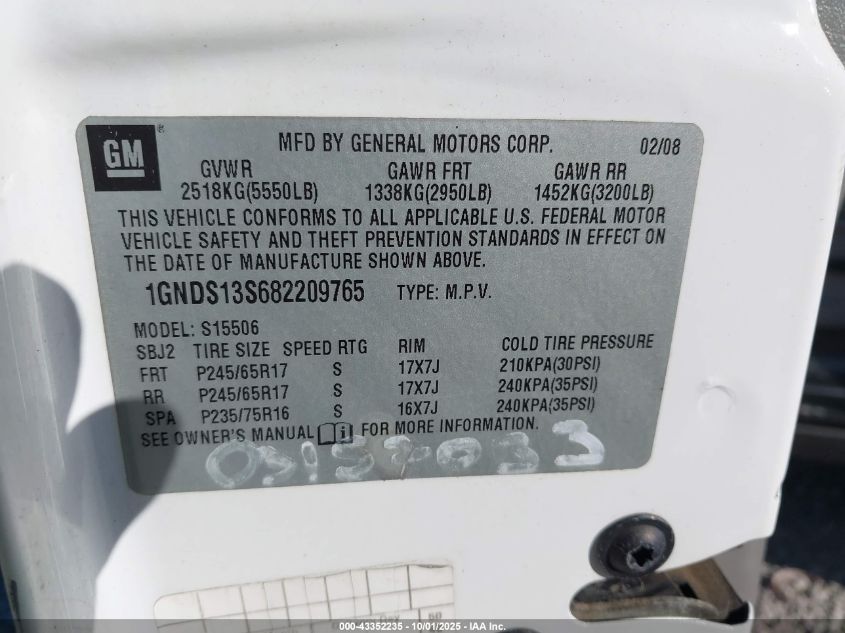 GM ®
MFD BY GENERAL MOTORS CORP. 02/08
GVWR GAWR FRT GAWR RR
2518KG(5550LB) 1338KG(2950LB) 1452KG(3200LB)
THIS VEHICLE CONFORMS TO ALL APPLICABLE U.S. FEDERAL MOTOR
VEHICLE SAFETY AND THEFT PREVENTION STANDARDS IN EFFECT ON
THE DATE OF MANUFACTURE SHOWN ABOVE.
1GNDS13S682209765 TYPE: M.P.V.
MODEL: S15506
SBJ2 TIRE SIZE SPEED RTG RIM COLD TIRE PRESSURE
FRT P245/65R17 S 17X7J 210KPA(30PSI)
RR P245/65R17 S 17X7J 240KPA(35PSI)
SPA P235/75R16 S 16X7J 240KPA(35PSI)
SEE OWNER'S MANUAL FOR MORE INFORMATION.
000-43352235 - 10/01/2025 - IAA Inc.